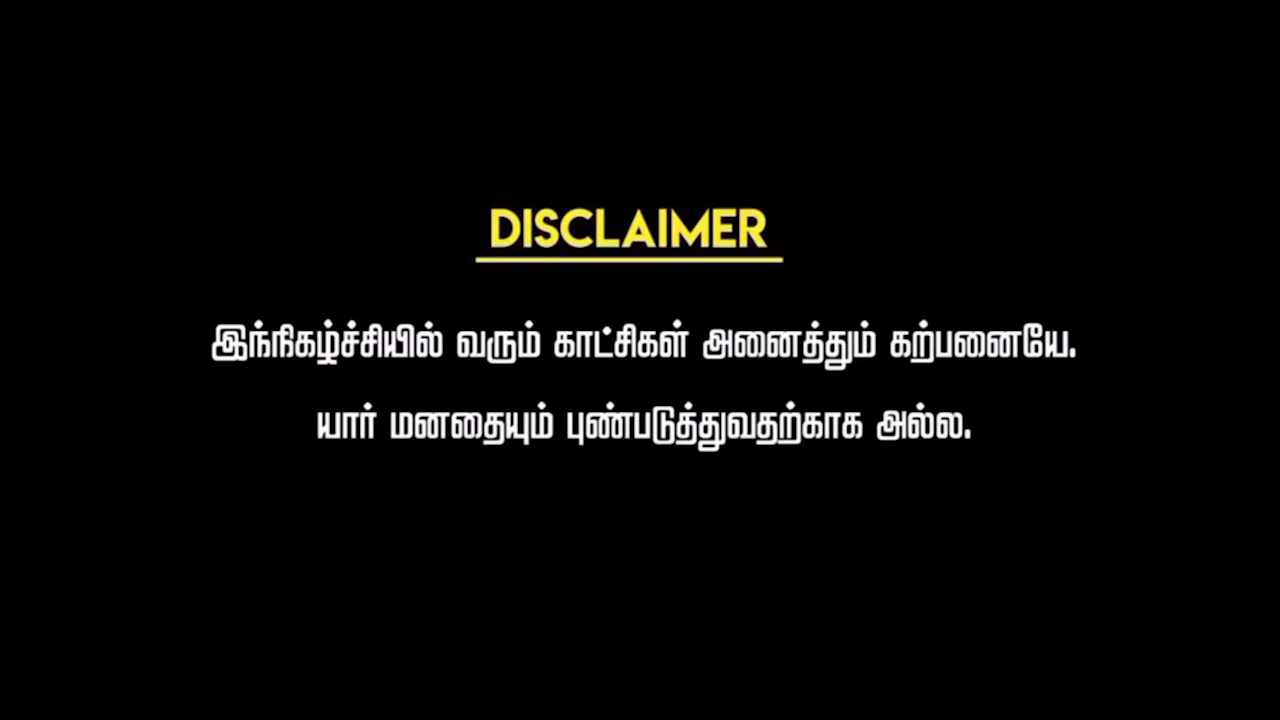 DISCLAIMER
இந்நிகழ்ச்சியில் வரும் காட்சிகள் அனைத்தும் கற்பனையே.
யார் மனதையும் புண்படுத்துவதற்காக அல்ல.